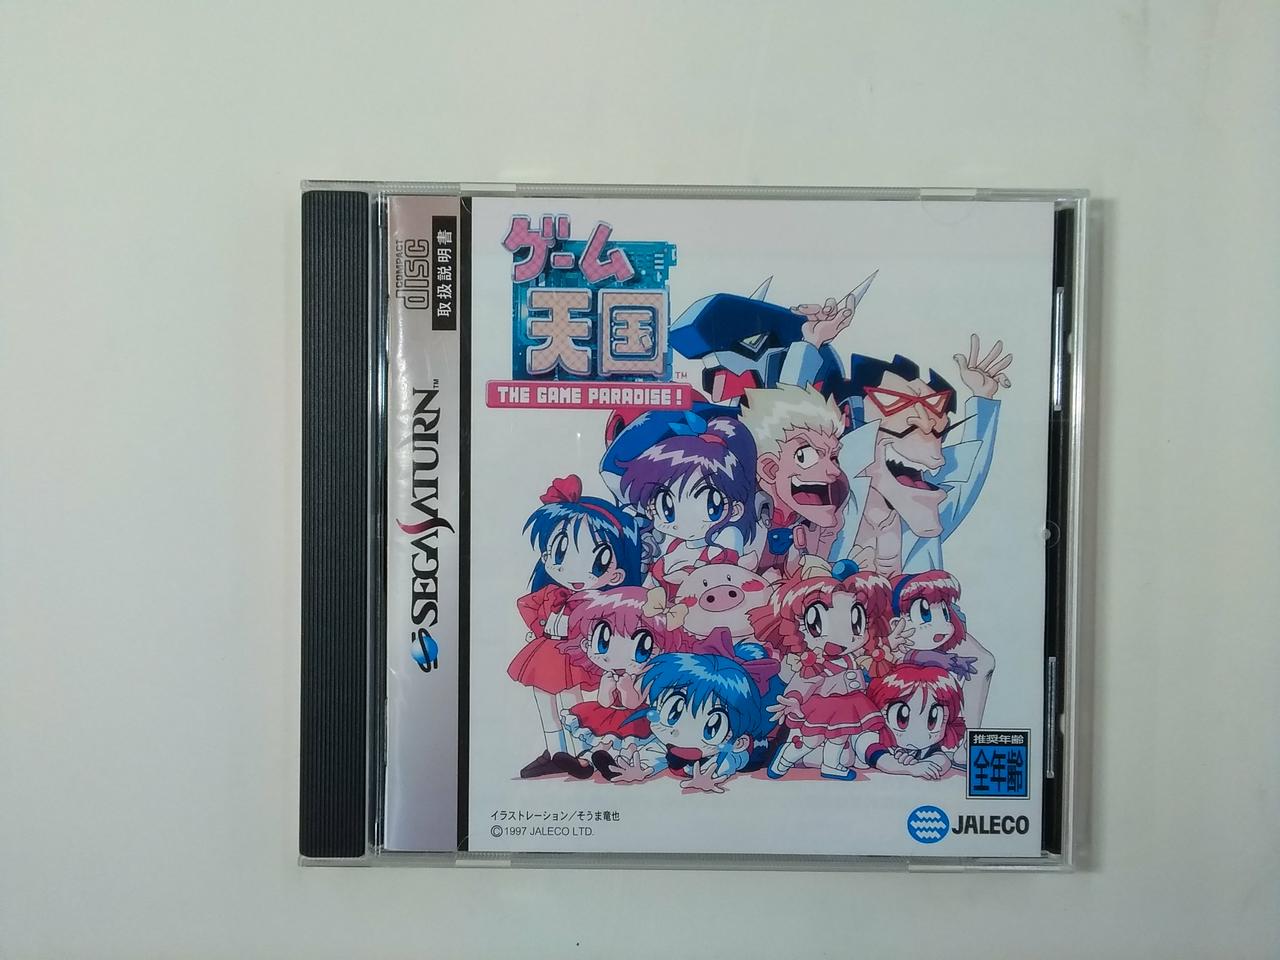 COMPACT
disc
取扱説明書
SEGA SATURN™
ゲーム
天国
TM
THE GAME PARADISE!
推奨年齢
全年齢
イラストレーション/そうま竜也
©1997 JALECO LTD.
JALECO